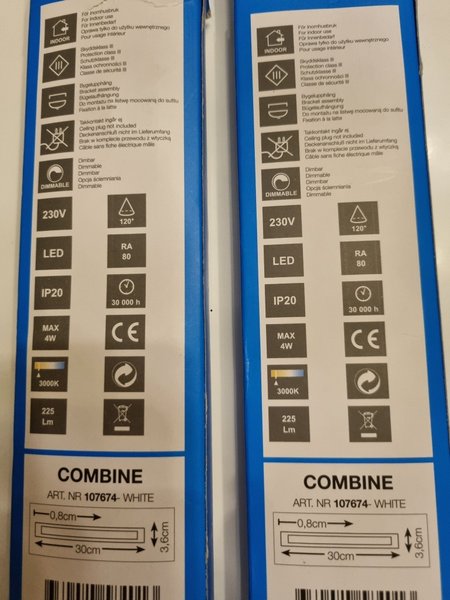 INDOOR
För inomhusbruk
For indoor use
Für Innenbedarf
Oprawa tylko do użytku wewnętrznego
Pour usage intérieur
III
Skyddsklass III
Protection class III
Schutzklass III
Klasa ochronności III
Classe de sécurité III
Bygelupphäng
Bracket assembly
Bügelaufhängung
Do montażu na listwę mocowaną do sufitu
Fixation à la latte
Takkontakt ingår ej
Ceiling plug not included
Deckenanschluß nicht im Lieferumfang
Brak w komplecie przewodu z wtyczką
Câble sans fiche électrique mâle
DIMMABLE
Dimbar
Dimmable
Dimmbar
Opcja ściemniania
Dimmable
230V
120°
LED
RA
80
IP20
30 000 h
MAX
4W
CE
3000K
225
Lm
COMBINE
ART. NR 107674- WHITE
0,8cm
30cm
3,6cm
INDOOR
För inomhusbruk
For indoor use
Für Innenbedarf
Oprawa tylko do użytku wewnętrznego
Pour usage intérieur
III
Skyddsklass III
Protection class III
Schutzklass III
Klasa ochronności III
Classe de sécurité III
Bygelupphäng
Bracket assembly
Bügelaufhängung
Do montażu na listwę mocowaną do sufitu
Fixation à la latte
Takkontakt ingår ej
Ceiling plug not included
Deckenanschluß nicht im Lieferumfang
Brak w komplecie przewodu z wtyczką
Câble sans fiche électrique mâle
DIMMABLE
Dimbar
Dimmable
Dimmbar
Opcja ściemniania
Dimmable
230V
120°
LED
RA
80
IP20
30 000 h
MAX
4W
CE
3000K
225
Lm
COMBINE
ART. NR 107674- WHITE
0,8cm
30cm
3,6cm